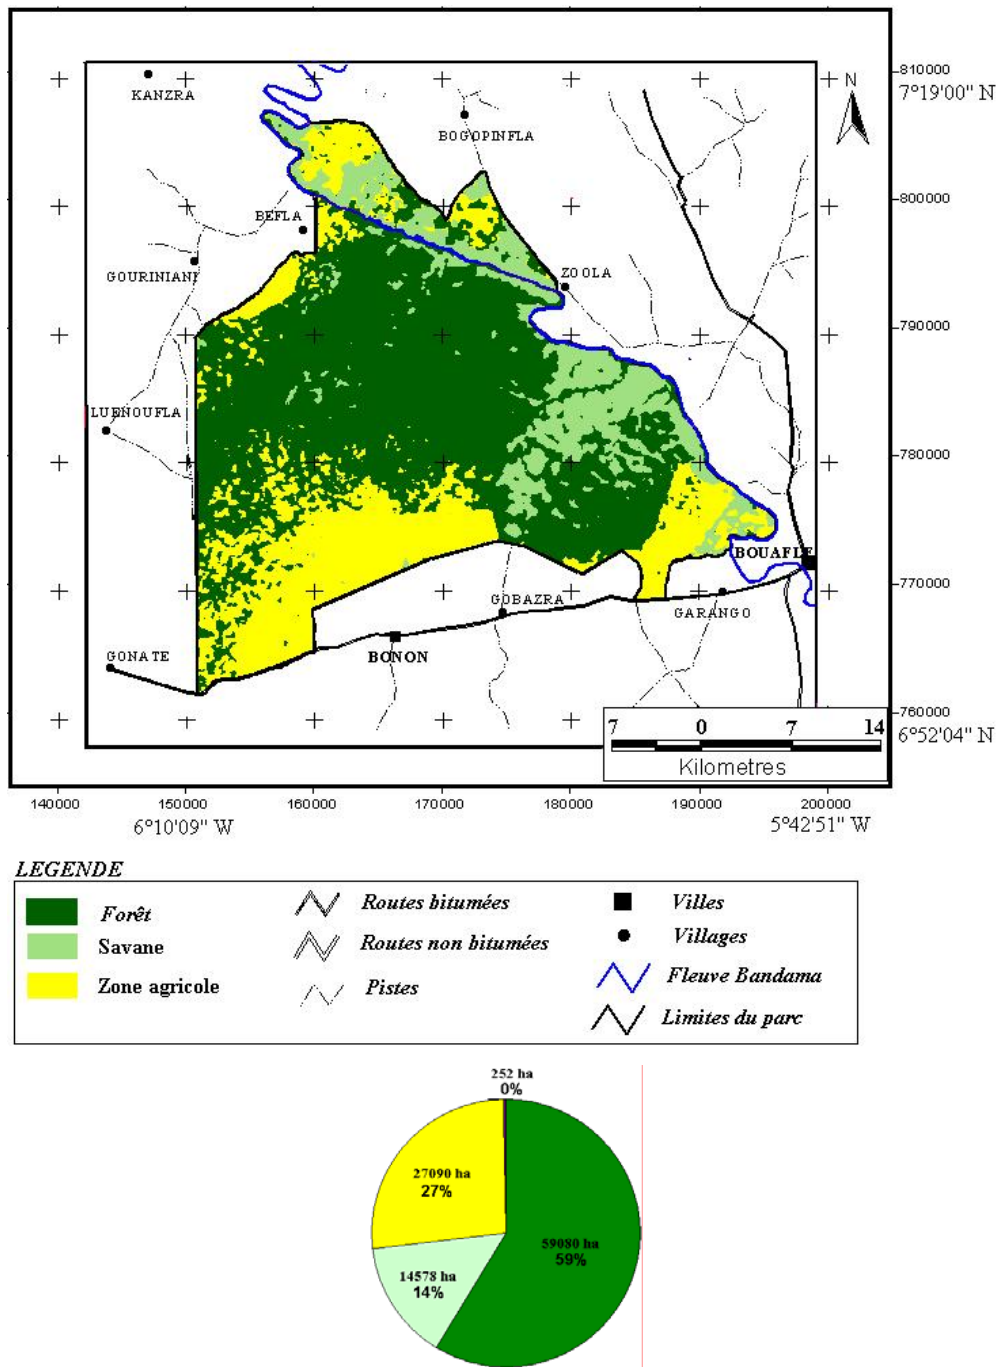 810000
7°19'00" N
N
KANZRA
BOGOPINFLA
800000
BEFLA
GOURINIANI
ZOOLA
790000
LUENOUFLA
780000
BOUAFLE
770000
GOBAZRA
GARANGO
GONATE
BONON
760000
6°52'04" N
7 0 7 14
Kilometres
140000 150000 160000 170000 180000 190000 200000
6°10'09" W 5°42'51" W
LEGENDE
Forêt
Savane
Zone agricole
Routes bitumées
Routes non bitumées
Pistes
Villes
Villages
Fleuve Bandama
Limites du parc
252 ha
0%
27090 ha
27%
59080 ha
59%
14578 ha
14%